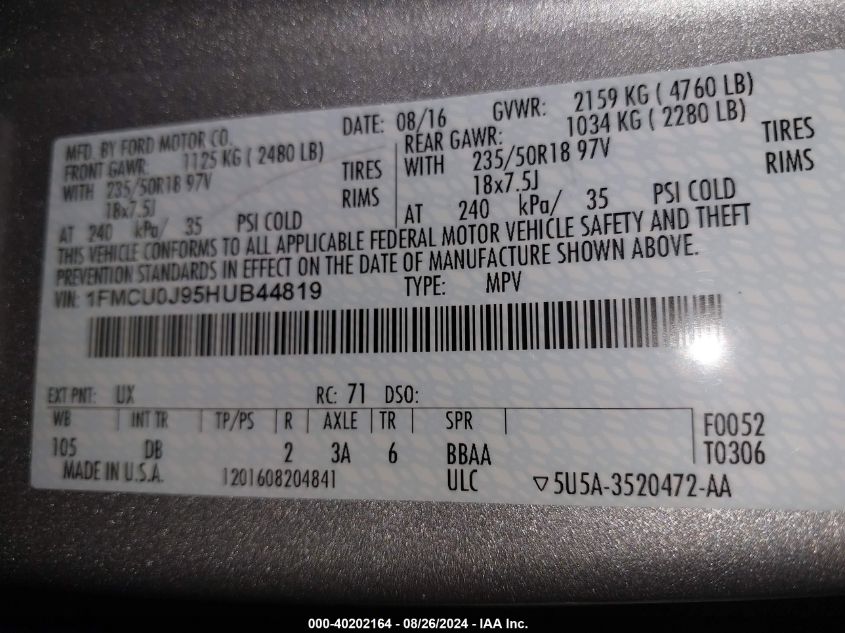 MFD. BY FORD MOTOR CO. DATE: 08/16 GVWR: 2159 KG ( 4760 LB)
FRONT GAWR: 1125 KG ( 2480 LB) REAR GAWR: 1034 KG ( 2280 LB)
WITH 235/50R18 97V TIRES WITH 235/50R18 97V TIRES
18x7.5J RIMS 18x7.5J RIMS
AT 240 kPa/ 35 PSI COLD AT 240 kPa/ 35 PSI COLD
THIS VEHICLE CONFORMS TO ALL APPLICABLE FEDERAL MOTOR VEHICLE SAFETY AND THEFT
PREVENTION STANDARDS IN EFFECT ON THE DATE OF MANUFACTURE SHOWN ABOVE.
VIN: 1FMCU0J95HUB44819 TYPE: MPV
EXT PNT: UX RC: 71 DSO:
WB INT TR TP/PS R AXLE TR SPR F0052
105 DB 2 3A 6 BBAA T0306
MADE IN U.S.A. 1201608204841 ULC ▽5U5A-3520472-AA
000-40202164 - 08/26/2024 - IAA Inc.